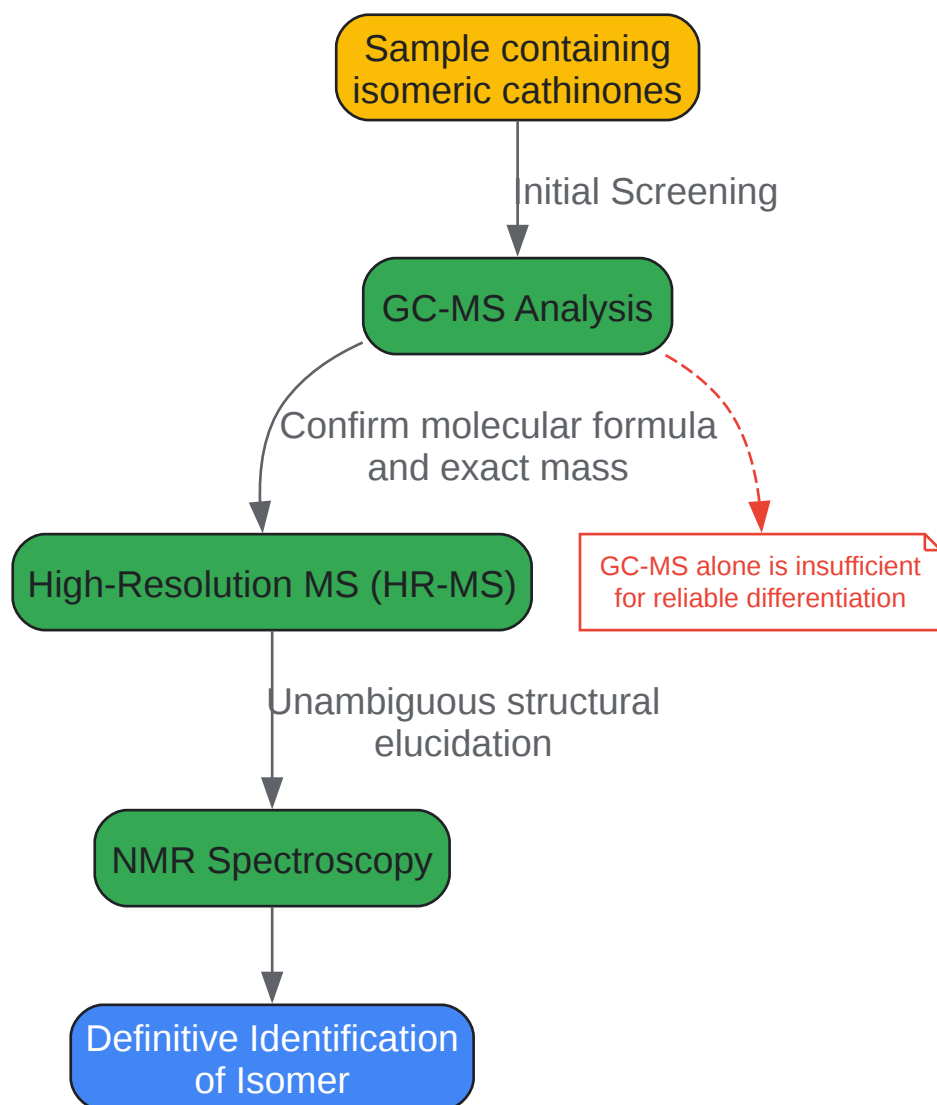 Sample containing
isomeric cathinones
Initial Screening
GC-MS Analysis
Confirm molecular formula
and exact mass
High-Resolution MS (HR-MS)
GC-MS alone is insufficient
for reliable differentiation
Unambiguous structural
elucidation
NMR Spectroscopy
Definitive Identification
of Isomer